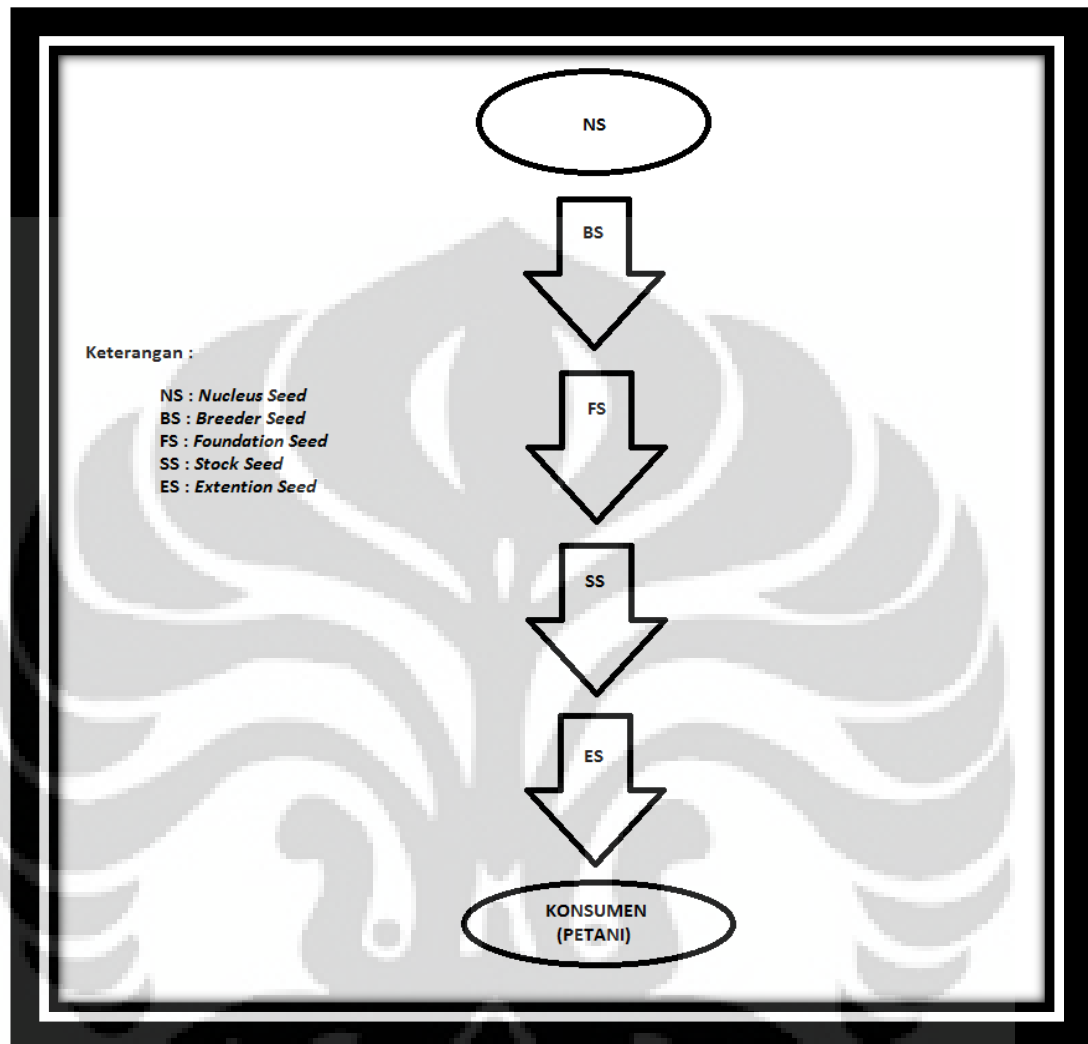 NS
BS
FS
SS
ES
KONSUMEN
(PETANI)
Keterangan :
NS : Nucleus Seed
BS : Breeder Seed
FS : Foundation Seed
SS : Stock Seed
ES : Extention Seed